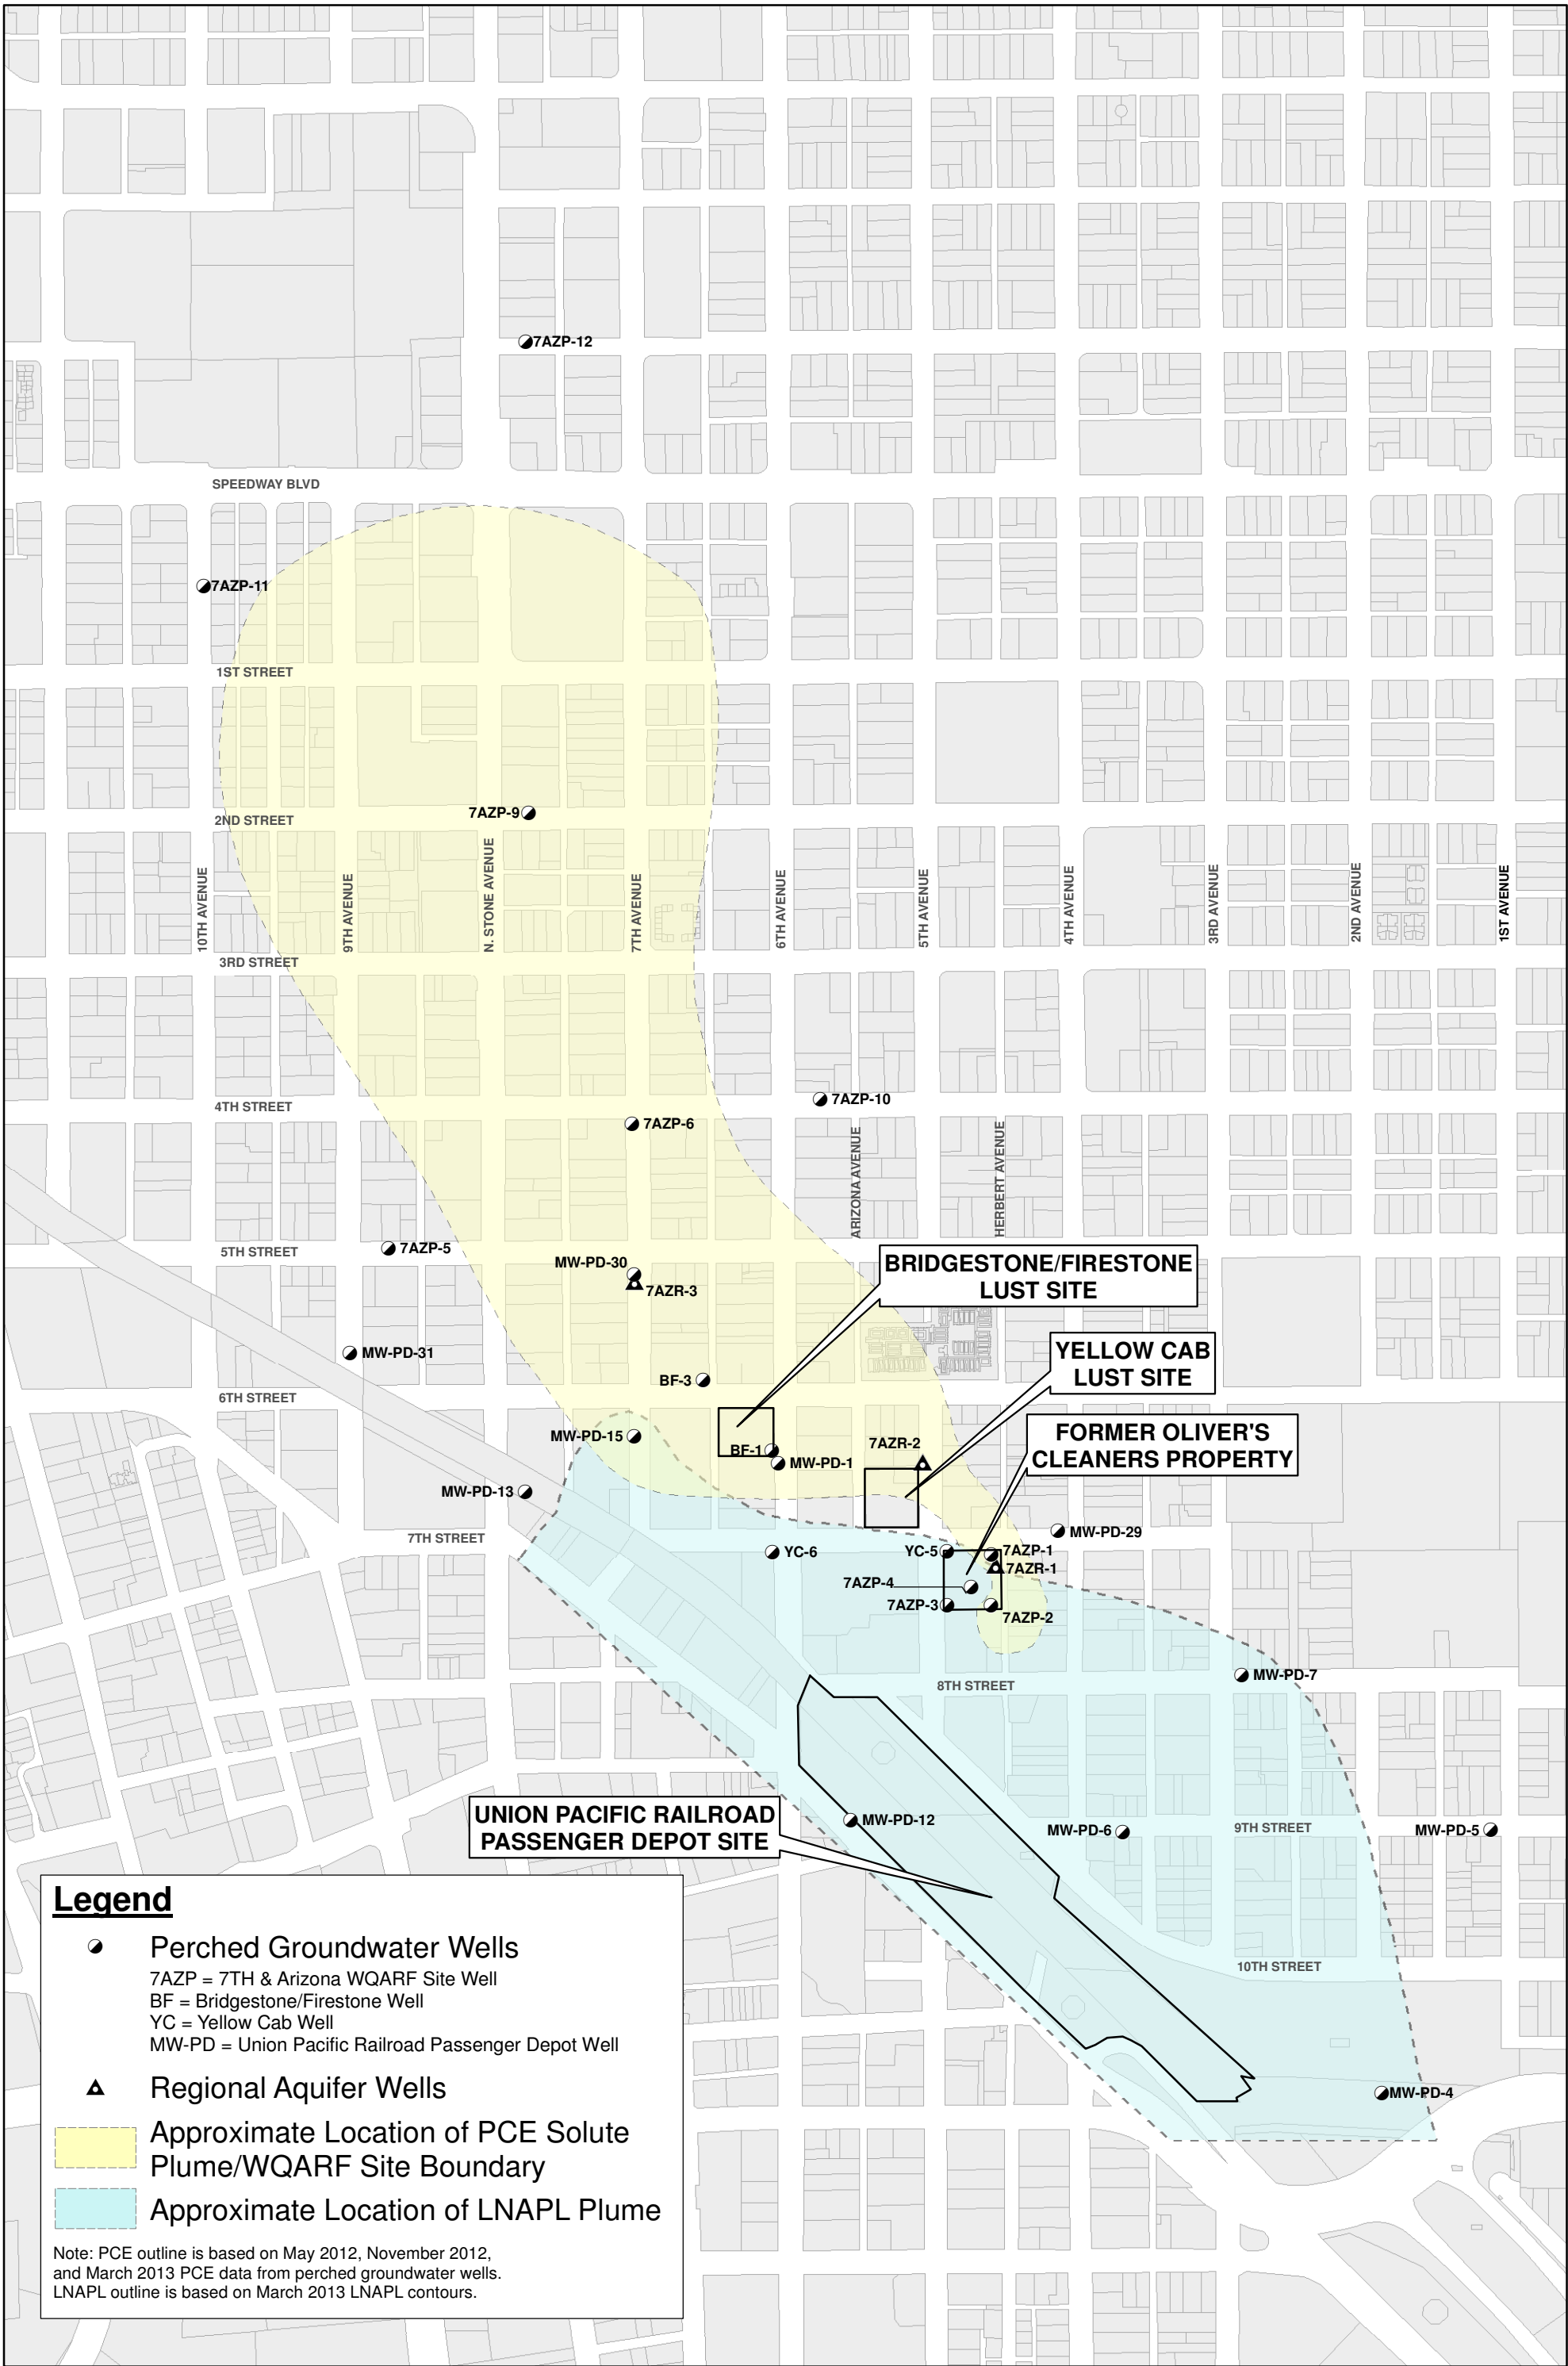 7AZP-12
SPEEDWAY BLVD
7AZP-11
1ST STREET
7AZP-9
2ND STREET
10TH AVENUE
9TH AVENUE
N. STONE AVENUE
7TH AVENUE
6TH AVENUE
5TH AVENUE
4TH AVENUE
3RD AVENUE
2ND AVENUE
1ST AVENUE
3RD STREET
7AZP-10
4TH STREET
7AZP-6
ARIZONA AVENUE
HERBERT AVENUE
7AZP-5
5TH STREET
MW-PD-30
7AZR-3
BRIDGESTONE/FIRESTONE
LUST SITE
MW-PD-31
YELLOW CAB
LUST SITE
BF-3
6TH STREET
FORMER OLIVER'S
CLEANERS PROPERTY
MW-PD-15
BF-1
7AZR-2
MW-PD-1
MW-PD-13
7TH STREET
MW-PD-29
YC-6
YC-5
7AZP-1
7AZR-1
7AZP-4
7AZP-3
7AZP-2
MW-PD-7
8TH STREET
UNION PACIFIC RAILROAD
PASSENGER DEPOT SITE
MW-PD-12
MW-PD-6
9TH STREET
MW-PD-5
10TH STREET
MW-PD-4
Legend
Perched Groundwater Wells
7AZP = 7TH & Arizona WQARF Site Well
BF = Bridgestone/Firestone Well
YC = Yellow Cab Well
MW-PD = Union Pacific Railroad Passenger Depot Well
Regional Aquifer Wells
Approximate Location of PCE Solute
Plume/WQARF Site Boundary
Approximate Location of LNAPL Plume
Note: PCE outline is based on May 2012, November 2012,
and March 2013 PCE data from perched groundwater wells.
LNAPL outline is based on March 2013 LNAPL contours.